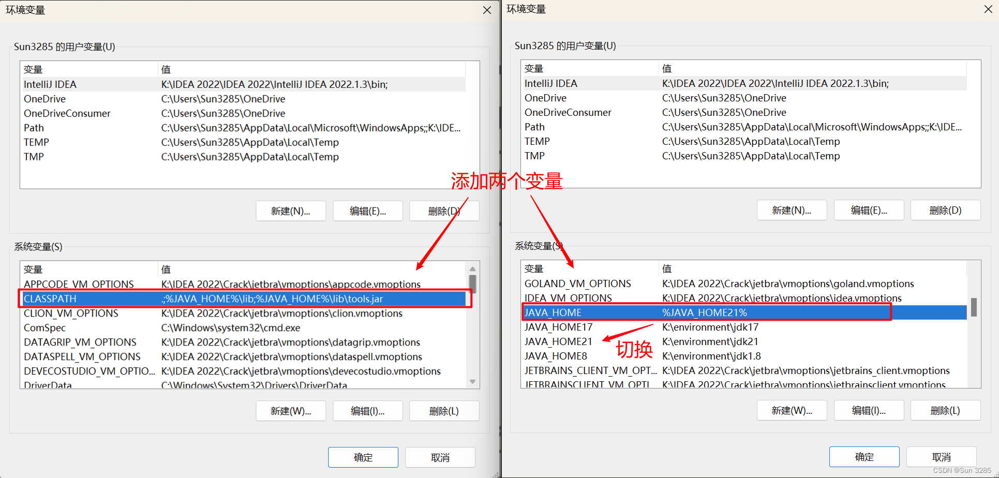 环境变量
Sun3285 的用户变量(U)
变量 值
IntelliJ IDEA K:\IDEA 2022\IDEA 2022\IntelliJ IDEA 2022.1.3\bin;
OneDrive C:\Users\Sun3285\OneDrive
OneDriveConsumer C:\Users\Sun3285\OneDrive
Path C:\Users\Sun3285\AppData\Local\Microsoft\WindowsApps;;K:\IDE...
TEMP C:\Users\Sun3285\AppData\Local\Temp
TMP C:\Users\Sun3285\AppData\Local\Temp
新建(N)... 编辑(E)... 删除(D)
系统变量(S)
变量 值
APPCODE_VM_OPTIONS K:\IDEA 2022\Crack\jetbra\vmoptions\appcode.vmoptions
CLASSPATH .;%JAVA_HOME%\lib;%JAVA_HOME%\lib\tools.jar
CLION_VM_OPTIONS K:\IDEA 2022\Crack\jetbra\vmoptions\clion.vmoptions
ComSpec C:\Windows\system32\cmd.exe
DATAGRIP_VM_OPTIONS K:\IDEA 2022\Crack\jetbra\vmoptions\datagrip.vmoptions
DATASPELL_VM_OPTIONS K:\IDEA 2022\Crack\jetbra\vmoptions\dataspell.vmoptions
DEVECOSTUDIO_VM_OPTIO... K:\IDEA 2022\Crack\jetbra\vmoptions\devecostudio.vmoptions
DriverData C:\Windows\System32\Drivers\DriverData
新建(W)... 编辑(I)... 删除(L)
确定 取消
添加两个变量
环境变量
Sun3285 的用户变量(U)
变量 值
IntelliJ IDEA K:\IDEA 2022\IDEA 2022\IntelliJ IDEA 2022.1.3\bin;
OneDrive C:\Users\Sun3285\OneDrive
OneDriveConsumer C:\Users\Sun3285\OneDrive
Path C:\Users\Sun3285\AppData\Local\Microsoft\WindowsApps;;K:\IDE...
TEMP C:\Users\Sun3285\AppData\Local\Temp
TMP C:\Users\Sun3285\AppData\Local\Temp
新建(N)... 编辑(E)... 删除(D)
系统变量(S)
变量 值
GOLAND_VM_OPTIONS K:\IDEA 2022\Crack\jetbra\vmoptions\goland.vmoptions
IDEA_VM_OPTIONS K:\IDEA 2022\Crack\jetbra\vmoptions\idea.vmoptions
JAVA_HOME %JAVA_HOME21%
JAVA_HOME17 K:\environment\jdk17
JAVA_HOME21 K:\environment\jdk21
切换
JAVA_HOME8 K:\environment\jdk1.8
JETBRAINS_CLIENT_VM_OPT... K:\IDEA 2022\Crack\jetbra\vmoptions\jetbrains_client.vmoptions
JETBRAINSCLIENT_VM_OPTI... K:\IDEA 2022\Crack\jetbra\vmoptions\jetbrainsclient.vmoptions
新建(W)... 编辑(I)... 删除(L)
确定 取消
CSDN @Sun 3285